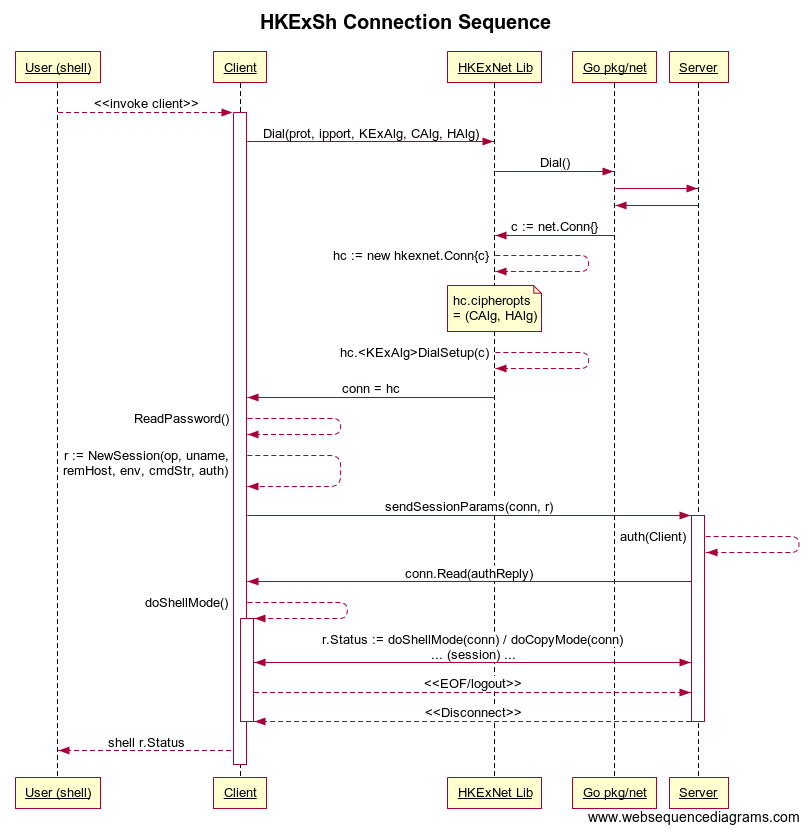 HKExSh Connection Sequence
User (shell)
Client
HKExNet Lib
Go pkg/net
Server
<<invoke client>>
Dial(prot, ipport, KExAlg, CAlg, HAlg)
Dial()
c := net.Conn{}
hc := new hkexnet.Conn{c}
hc.cipheropts
= (CAlg, HAlg)
hc.<KExAlg>DialSetup(c)
conn = hc
ReadPassword()
r := NewSession(op, uname,
remHost, env, cmdStr, auth)
sendSessionParams(conn, r)
auth(Client)
conn.Read(authReply)
doShellMode()
r.Status := doShellMode(conn) / doCopyMode(conn)
... (session) ...
<<EOF/logout>>
<<Disconnect>>
shell r.Status
User (shell)
Client
HKExNet Lib
Go pkg/net
Server
www.websequencediagrams.com